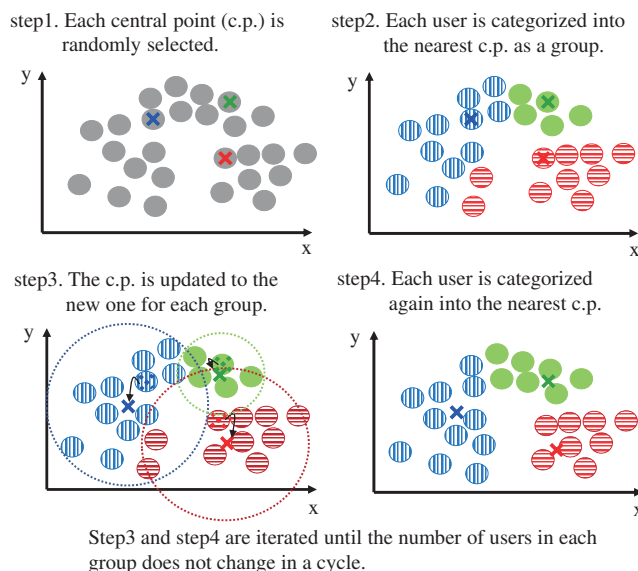 step1. Each central point (c.p.) is
randomly selected.
y
x
step2. Each user is categorized into
the nearest c.p. as a group.
y
x
step3. The c.p. is updated to the
new one for each group.
y
x
step4. Each user is categorized
again into the nearest c.p.
y
x
Step3 and step4 are iterated until the number of users in each
group does not change in a cycle.